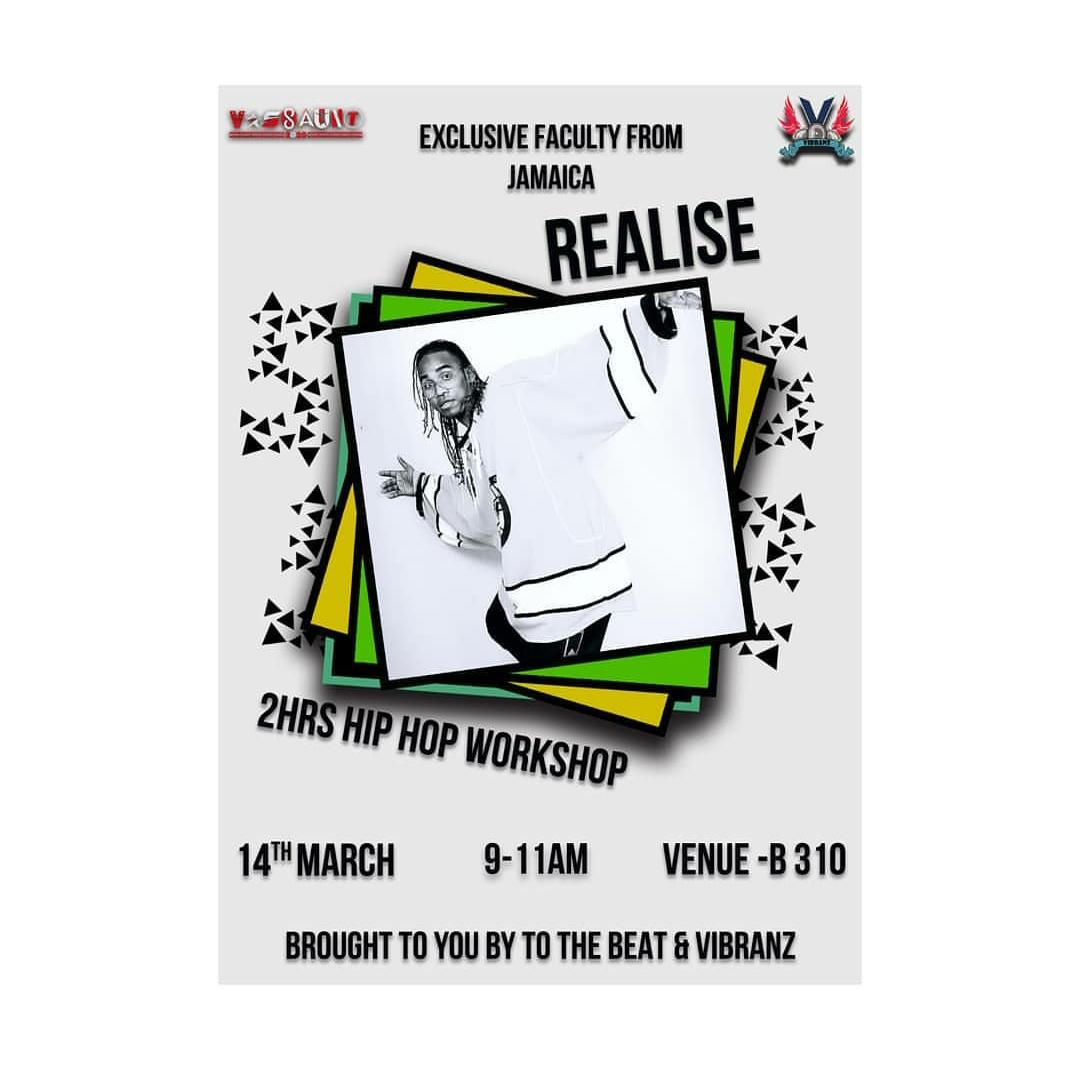 EXCLUSIVE FACULTY FROM
JAMAICA
REALISE
2HRS HIP HOP WORKSHOP
14TH MARCH 9-11AM VENUE -B 310
BROUGHT TO YOU BY TO THE BEAT & VIBRANZ
VIBRANZ